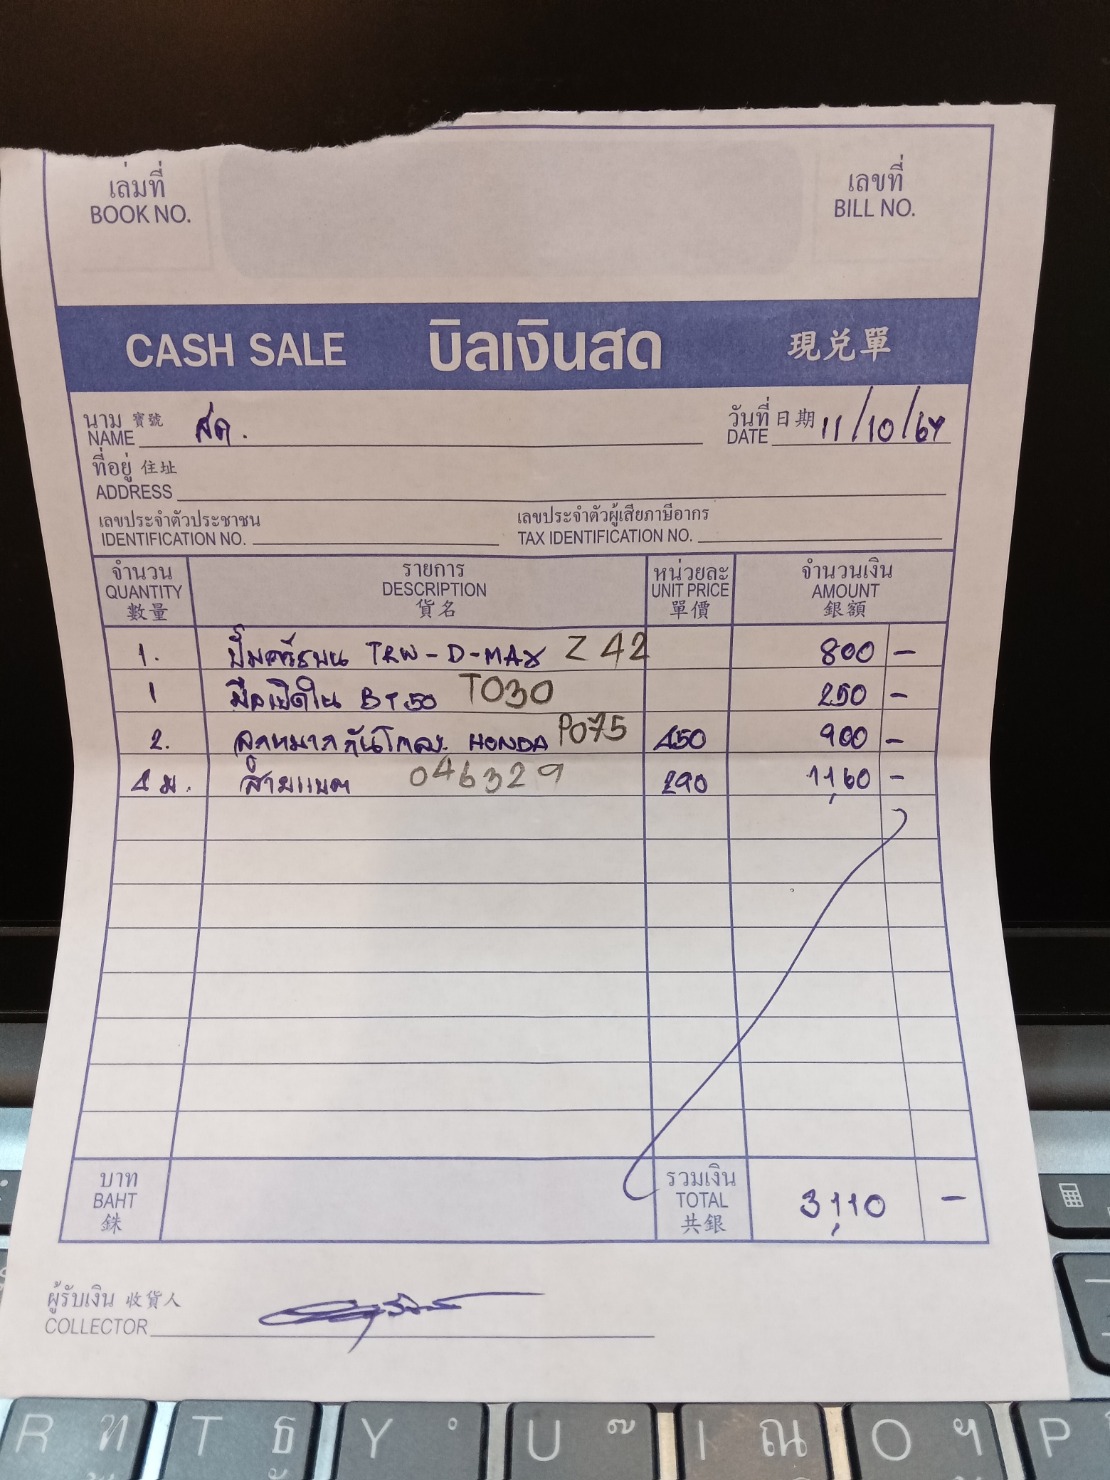 เล่มที่
BOOK NO.
เลขที่
BILL NO.
CASH SALE บิลเงินสด 現兌單
นาม 寶號
NAME สด.
วันที่ 日期
DATE 11/10/67
ที่อยู่ 住址
ADDRESS
เลขประจำตัวประชาชน
IDENTIFICATION NO.
เลขประจำตัวผู้เสียภาษีอากร
TAX IDENTIFICATION NO.
จำนวน รายการ หน่วยละ จำนวนเงิน
QUANTITY DESCRIPTION UNIT PRICE AMOUNT
數量 貨名 單價 銀額
1. ปั๊มครัชบน TRW-D-MAX Z 42 800 -
1 มือเปิดใน BT50 T030 250 -
2. ลูกหมากกันโคลง HONDA P075 450 900 -
4 ม. สายแบต 046329 290 1,160 -
บาท รวมเงิน
BAHT TOTAL 3,110 -
銖 共銀
ผู้รับเงิน 收貨人
COLLECTOR
R ท T ธ Y U ๊ I ณ O ฯ P